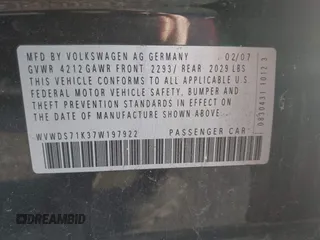 MFD BY VOLKSWAGEN AG GERMANY 02/07
GVWR 4212 GAWR FRONT 2293/ REAR 2029 LBS
THIS VEHICLE CONFORMS TO ALL APPLICABLE U.S.
FEDERAL MOTOR VEHICLE SAFETY, BUMPER, AND
THEFT PREVENTION STANDARDS IN EFFECT ON THE
DATE OF MANUFACTURE SHOWN ABOVE.
WVWDS71K37W197922 PASSENGER CAR
DREAMBID